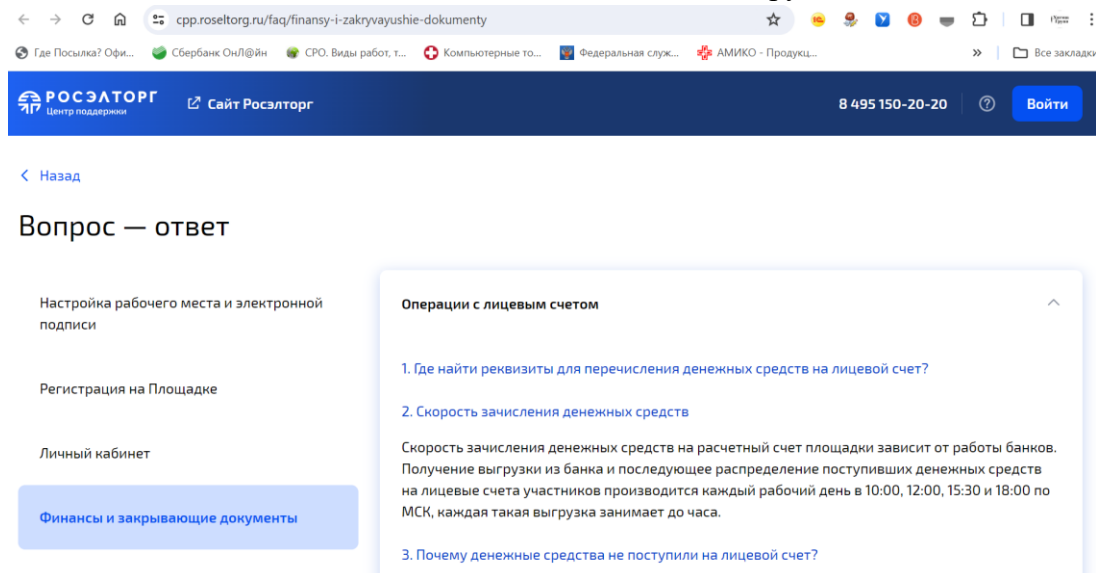 cpp.roseltorg.ru/faq/finansy-i-zakryvayushie-dokumenty
Где Посылка? Офи...
Сбербанк ОнЛ@йн
СРО. Виды работ, т...
Компьютерные то...
Федеральная служ...
АМИКО - Продукц...
»
Все закладки
РОСЭЛТОРГ
Центр поддержки
Сайт Росэлторг
8 495 150-20-20
Войти
Назад
Вопрос — ответ
Настройка рабочего места и электронной
подписи
Регистрация на Площадке
Личный кабинет
Финансы и закрывающие документы
Операции с лицевым счетом
1. Где найти реквизиты для перечисления денежных средств на лицевой счет?
2. Скорость зачисления денежных средств
Скорость зачисления денежных средств на расчетный счет площадки зависит от работы банков.
Получение выгрузки из банка и последующее распределение поступивших денежных средств
на лицевые счета участников производится каждый рабочий день в 10:00, 12:00, 15:30 и 18:00 по
МСК, каждая такая выгрузка занимает до часа.
3. Почему денежные средства не поступили на лицевой счет?